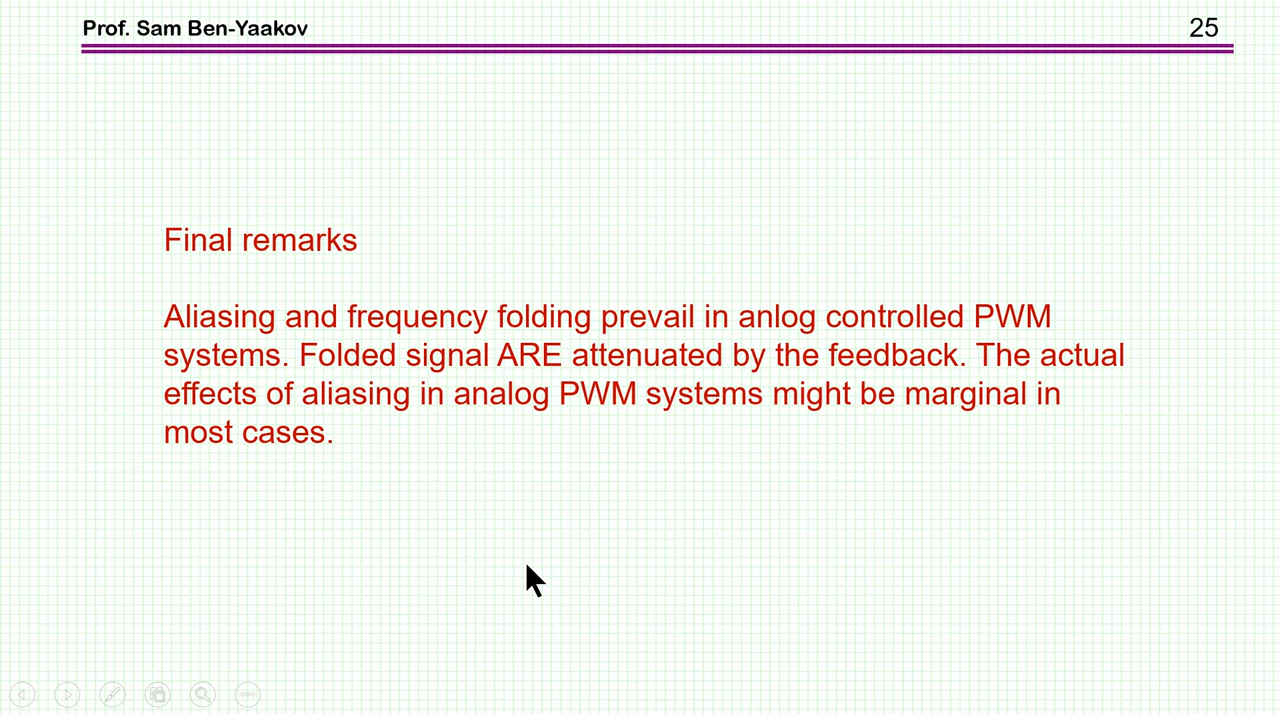 Prof. Sam Ben-Yaakov
25
Final remarks
Aliasing and frequency folding prevail in anlog controlled PWM
systems. Folded signal ARE attenuated by the feedback. The actual
effects of aliasing in analog PWM systems might be marginal in
most cases.